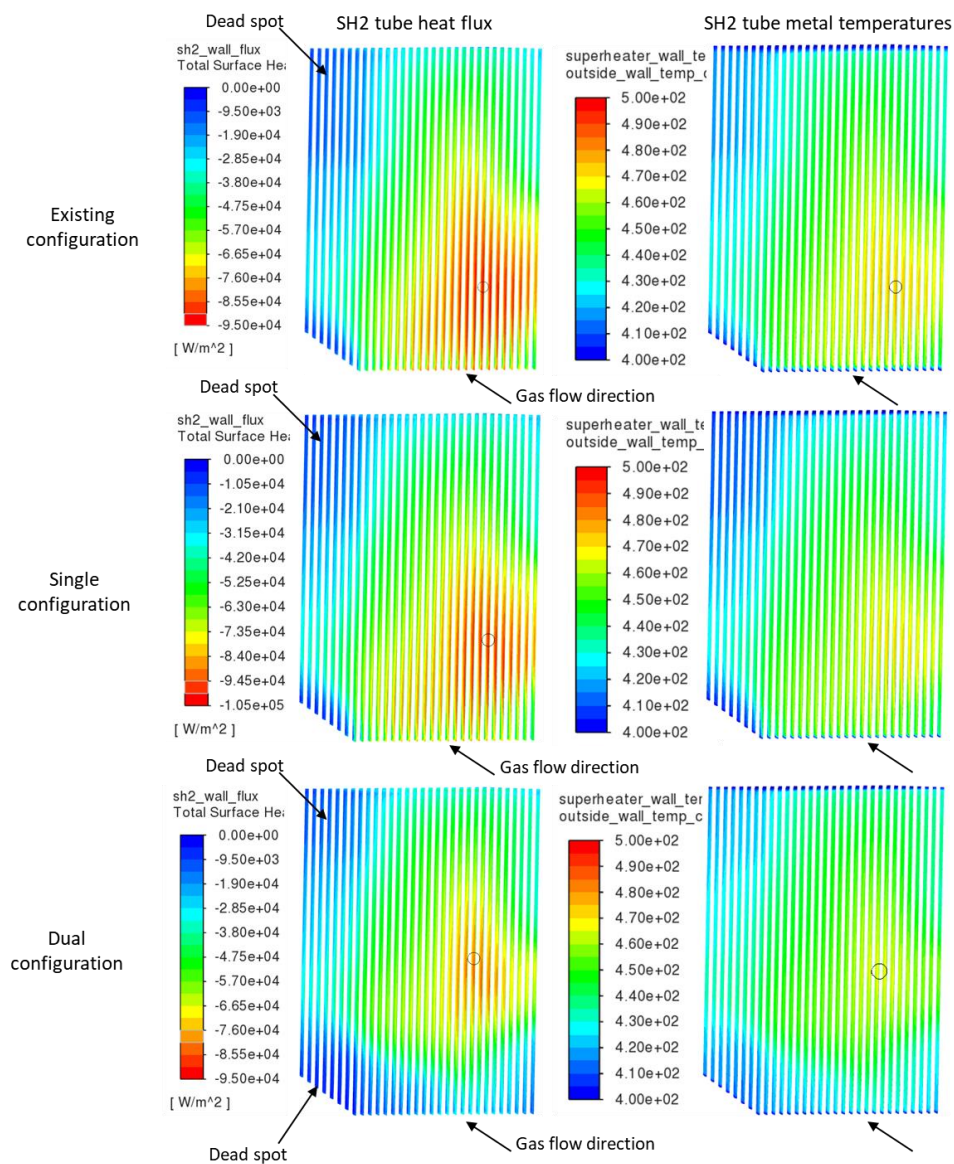 Dead spot
SH2 tube heat flux
SH2 tube metal temperatures
sh2_wall_flux
Total Surface Hea
0.00e+00
-9.50e+03
-1.90e+04
-2.85e+04
-3.80e+04
-4.75e+04
-5.70e+04
-6.65e+04
-7.60e+04
-8.55e+04
-9.50e+04
[ W/m^2 ]
superheater_wall_te
outside_wall_temp_c
5.00e+02
4.90e+02
4.80e+02
4.70e+02
4.60e+02
4.50e+02
4.40e+02
4.30e+02
4.20e+02
4.10e+02
4.00e+02
Existing
configuration
Gas flow direction
Dead spot
sh2_wall_flux
Total Surface Hea
0.00e+00
-1.05e+04
-2.10e+04
-3.15e+04
-4.20e+04
-5.25e+04
-6.30e+04
-7.35e+04
-8.40e+04
-9.45e+04
-1.05e+05
[ W/m^2 ]
superheater_wall_te
outside_wall_temp_
5.00e+02
4.90e+02
4.80e+02
4.70e+02
4.60e+02
4.50e+02
4.40e+02
4.30e+02
4.20e+02
4.10e+02
4.00e+02
Single
configuration
Gas flow direction
Dead spot
sh2_wall_flux
Total Surface Hea
0.00e+00
-9.50e+03
-1.90e+04
-2.85e+04
-3.80e+04
-4.75e+04
-5.70e+04
-6.65e+04
-7.60e+04
-8.55e+04
-9.50e+04
[ W/m^2 ]
superheater_wall_ter
outside_wall_temp_c
5.00e+02
4.90e+02
4.80e+02
4.70e+02
4.60e+02
4.50e+02
4.40e+02
4.30e+02
4.20e+02
4.10e+02
4.00e+02
Dual
configuration
Dead spot
Gas flow direction